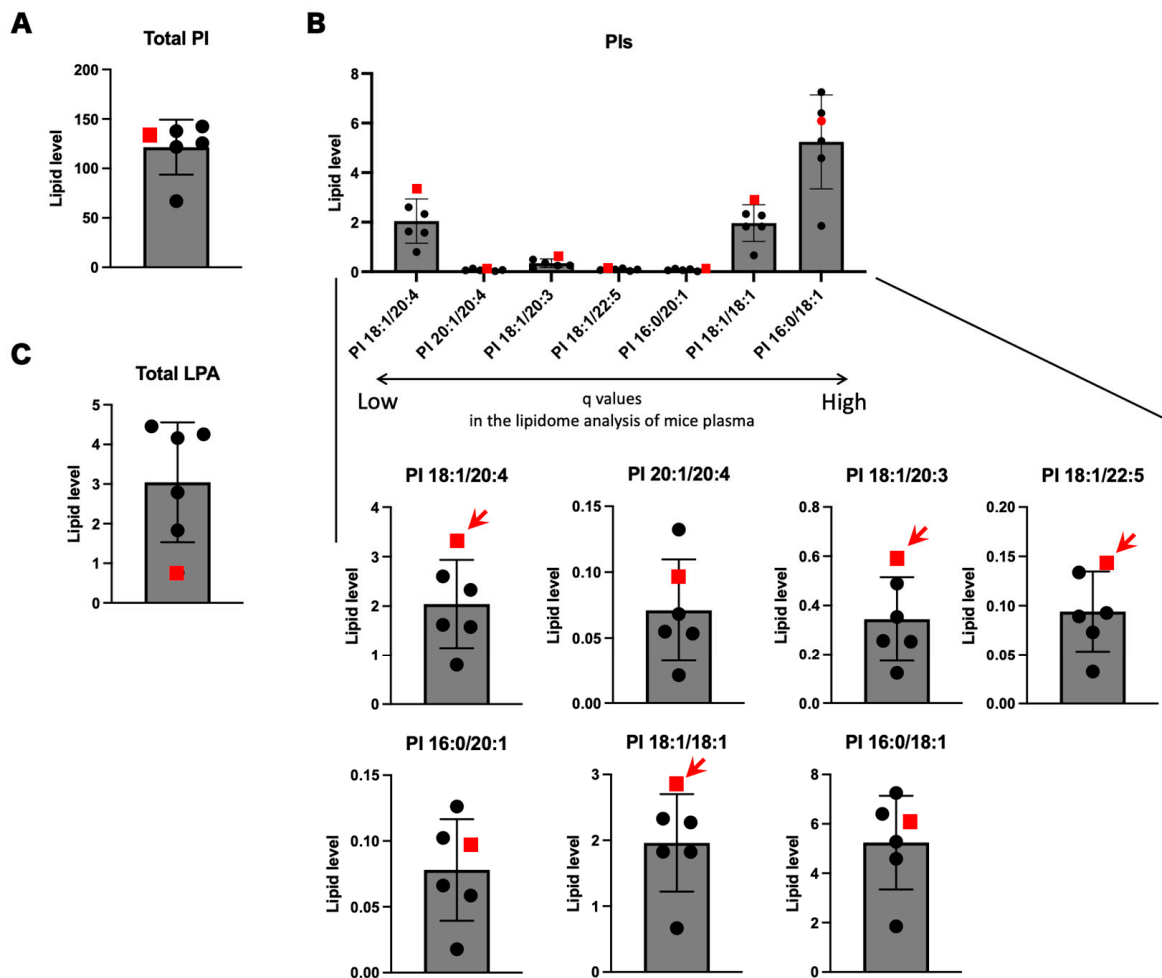 A
Total PI
Lipid level
200
150
100
50
0
B
PIs
Lipid level
8
6
4
2
0
PI 18:1/20:4
PI 20:1/20:4
PI 18:1/20:3
PI 18:1/22:5
PI 16:0/20:1
PI 18:1/18:1
PI 16:0/18:1
Low
q values
High
in the lipidome analysis of mice plasma
C
Total LPA
Lipid level
5
4
3
2
1
0
PI 18:1/20:4
Lipid level
4
3
2
1
0
PI 20:1/20:4
Lipid level
0.15
0.10
0.05
0.00
PI 18:1/20:3
Lipid level
0.8
0.6
0.4
0.2
0.0
PI 18:1/22:5
Lipid level
0.20
0.15
0.10
0.05
0.00
PI 16:0/20:1
Lipid level
0.15
0.10
0.05
0.00
PI 18:1/18:1
Lipid level
3
2
1
0
PI 16:0/18:1
Lipid level
8
6
4
2
0